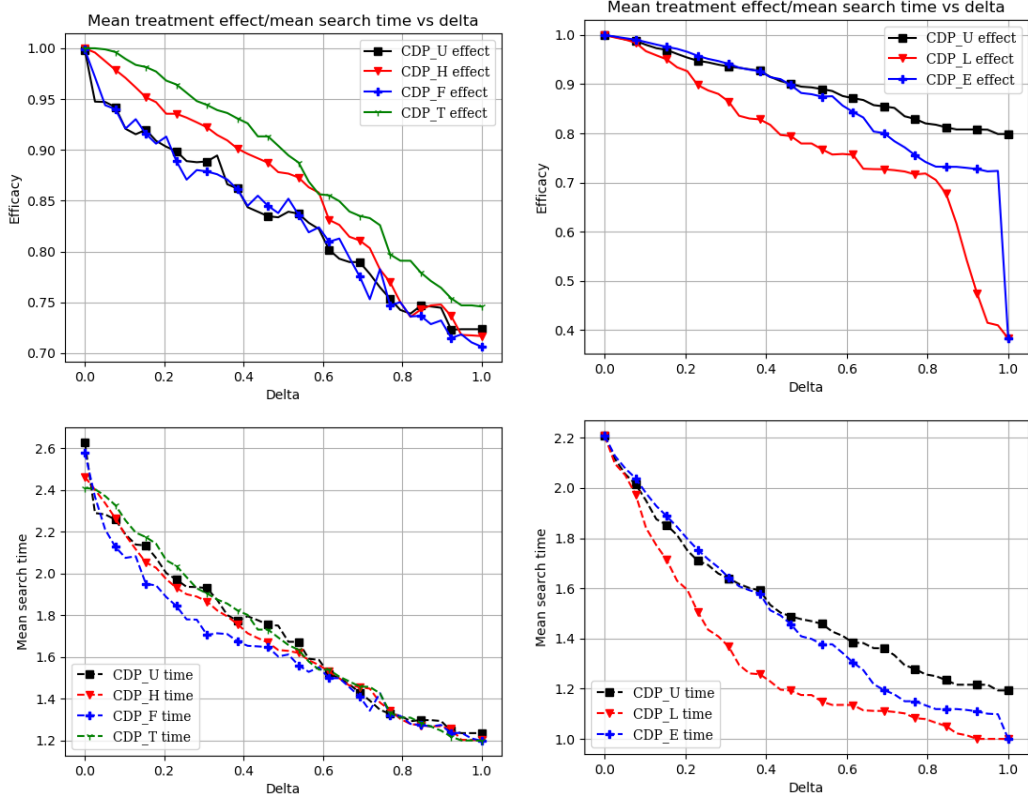 Mean treatment effect/mean search time vs delta
1.00
0.95
0.90
0.85
0.80
0.75
0.70
Efficacy
CDP_U effect
CDP_H effect
CDP_F effect
CDP_T effect
0.0 0.2 0.4 0.6 0.8 1.0
Delta
Mean treatment effect/mean search time vs delta
1.0
0.9
0.8
0.7
0.6
0.5
0.4
Efficacy
CDP_U effect
CDP_L effect
CDP_E effect
0.0 0.2 0.4 0.6 0.8 1.0
Delta
2.6
2.4
2.2
2.0
1.8
1.6
1.4
1.2
Mean search time
CDP_U time
CDP_H time
CDP_F time
CDP_T time
0.0 0.2 0.4 0.6 0.8 1.0
Delta
2.2
2.0
1.8
1.6
1.4
1.2
1.0
Mean search time
CDP_U time
CDP_L time
CDP_E time
0.0 0.2 0.4 0.6 0.8 1.0
Delta